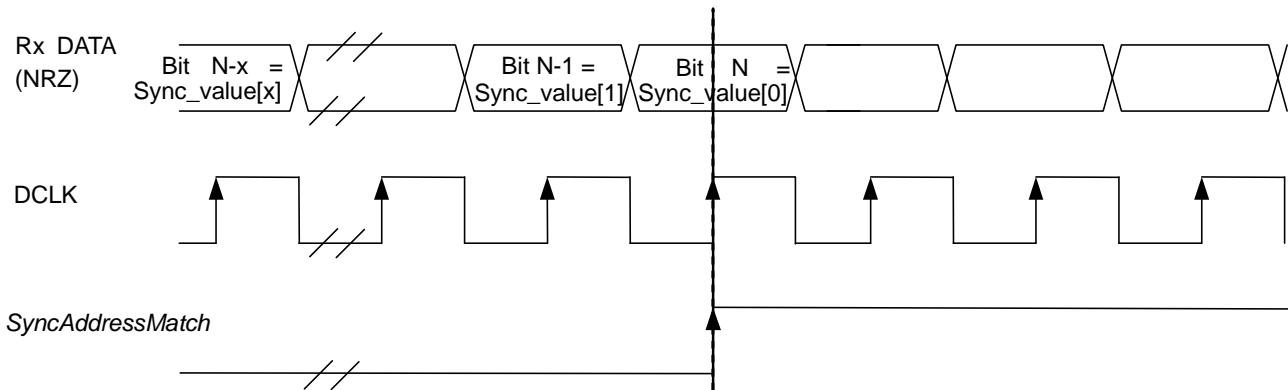 Rx DATA
(NRZ)
Bit N-x =
Sync_value[x]
Bit N-1 =
Sync_value[1]
Bit N =
Sync_value[0]
DCLK
SyncAddressMatch